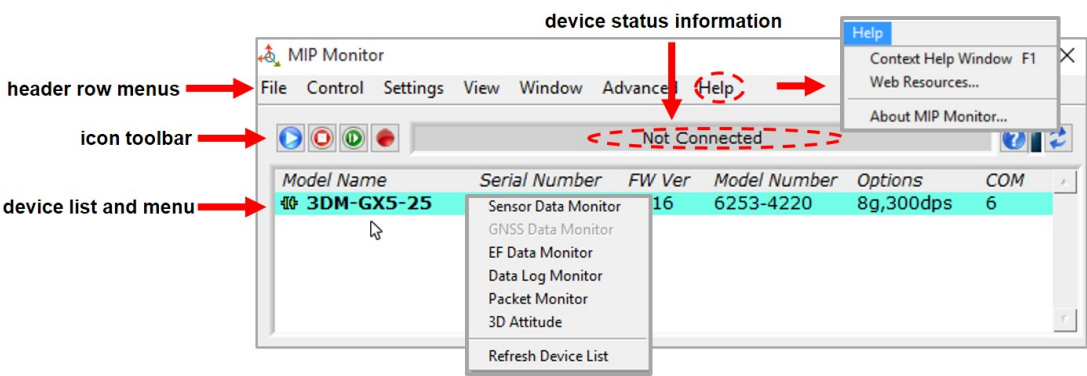 device status information
MIP Monitor
Help
Context Help Window F1
Web Resources...
About MIP Monitor...
header row menus
File Control Settings View Window Advanced Help
icon toolbar
Not Connected
Model Name Serial Number FW Ver Model Number Options COM
device list and menu
3DM-GX5-25 16 6253-4220 8g,300dps 6
Sensor Data Monitor
GNSS Data Monitor
EF Data Monitor
Data Log Monitor
Packet Monitor
3D Attitude
Refresh Device List